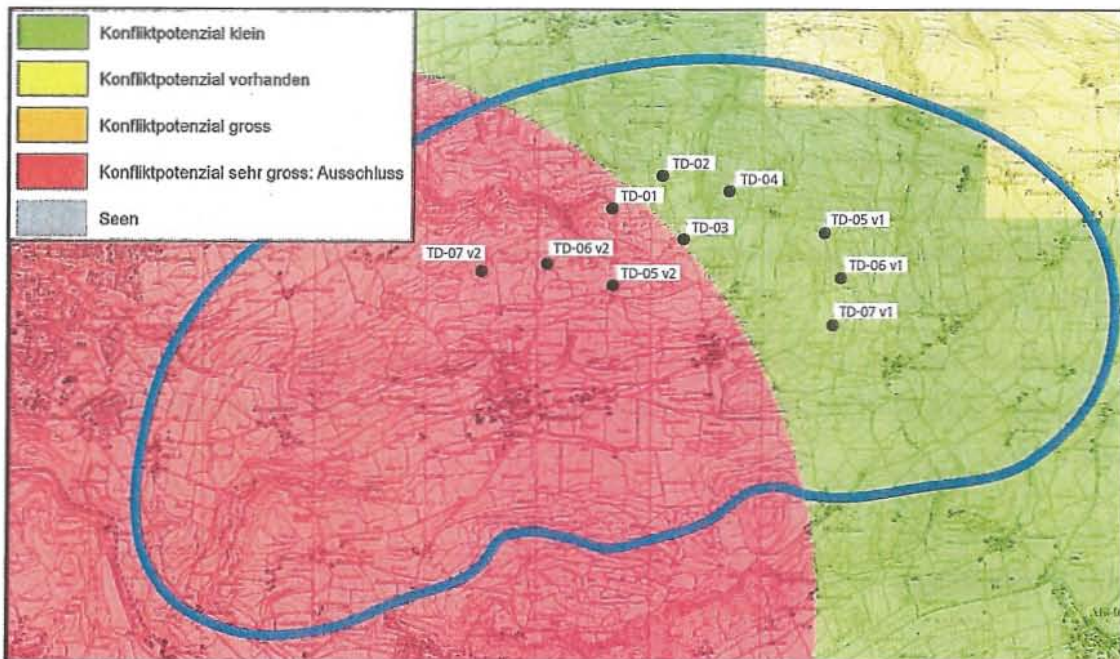 Konfliktpotenzial klein
Konfliktpotenzial vorhanden
Konfliktpotenzial gross
Konfliktpotenzial sehr gross: Ausschluss
Seen
TD-02
TD-04
TD-01
TD-03
TD-05 v1
TD-07 v2
TD-06 v2
TD-06 v1
TD-05 v2
TD-07 v1